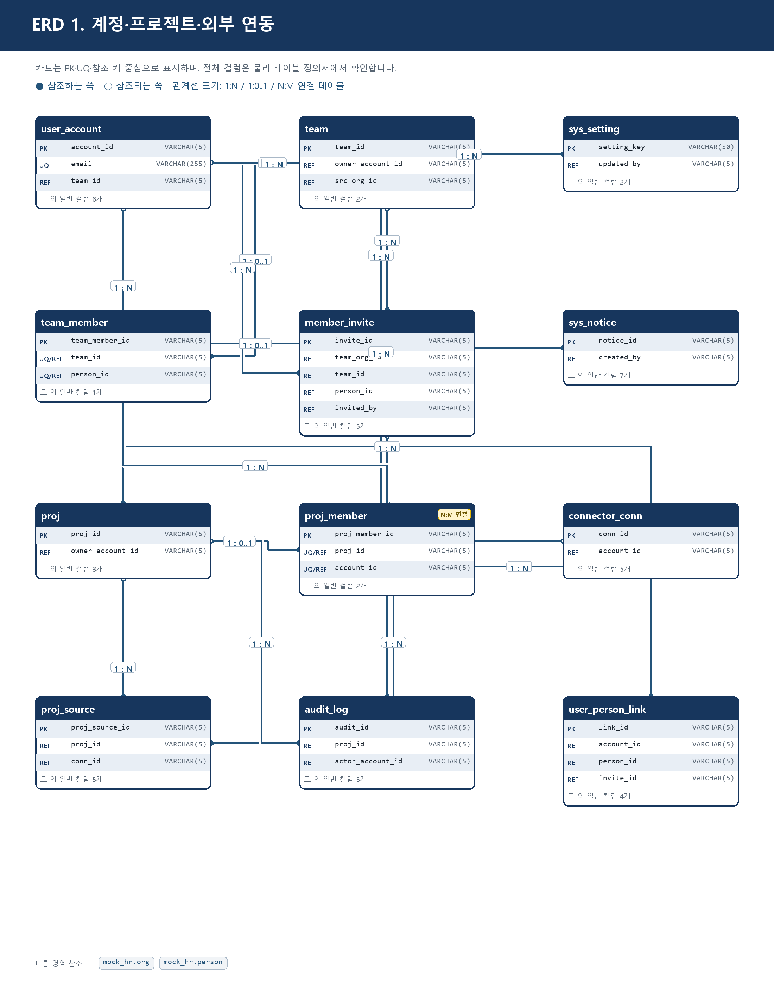 ERD 1. 계정·프로젝트·외부 연동
카드는 PK·UQ·참조 키 중심으로 표시하며, 전체 컬럼은 물리 테이블 정의서에서 확인합니다.
● 참조하는 쪽 ○ 참조되는 쪽 관계선 표기: 1:N / 1:0..1 / N:M 연결 테이블
user_account
PK account_id VARCHAR(5)
UQ email VARCHAR(255)
REF team_id VARCHAR(5)
그 외 일반 컬럼 6개
1 : N
team
PK team_id VARCHAR(5)
REF owner_account_id VARCHAR(5)
REF src_org_id VARCHAR(5)
그 외 일반 컬럼 2개
1 : N
sys_setting
PK setting_key VARCHAR(50)
REF updated_by VARCHAR(5)
그 외 일반 컬럼 2개
1 : N
1 : N
1 : 0..1
1 : N
1 : N
team_member
PK team_member_id VARCHAR(5)
UQ/REF team_id VARCHAR(5)
UQ/REF person_id VARCHAR(5)
그 외 일반 컬럼 1개
1 : 0..1
member_invite
PK invite_id VARCHAR(5)
REF team_org_id VARCHAR(5)
1 : N
REF team_id VARCHAR(5)
REF person_id VARCHAR(5)
REF invited_by VARCHAR(5)
그 외 일반 컬럼 5개
sys_notice
PK notice_id VARCHAR(5)
REF created_by VARCHAR(5)
그 외 일반 컬럼 7개
1 : N
1 : N
proj
PK proj_id VARCHAR(5)
REF owner_account_id VARCHAR(5)
그 외 일반 컬럼 3개
1 : 0..1
proj_member N:M 연결
PK proj_member_id VARCHAR(5)
UQ/REF proj_id VARCHAR(5)
UQ/REF account_id VARCHAR(5)
그 외 일반 컬럼 2개
1 : N
connector_conn
PK conn_id VARCHAR(5)
REF account_id VARCHAR(5)
그 외 일반 컬럼 5개
1 : N
1 : N
1 : N
proj_source
PK proj_source_id VARCHAR(5)
REF proj_id VARCHAR(5)
REF conn_id VARCHAR(5)
그 외 일반 컬럼 5개
audit_log
PK audit_id VARCHAR(5)
REF proj_id VARCHAR(5)
REF actor_account_id VARCHAR(5)
그 외 일반 컬럼 5개
user_person_link
PK link_id VARCHAR(5)
REF account_id VARCHAR(5)
REF person_id VARCHAR(5)
REF invite_id VARCHAR(5)
그 외 일반 컬럼 4개
다른 영역 참조: mock_hr.org mock_hr.person